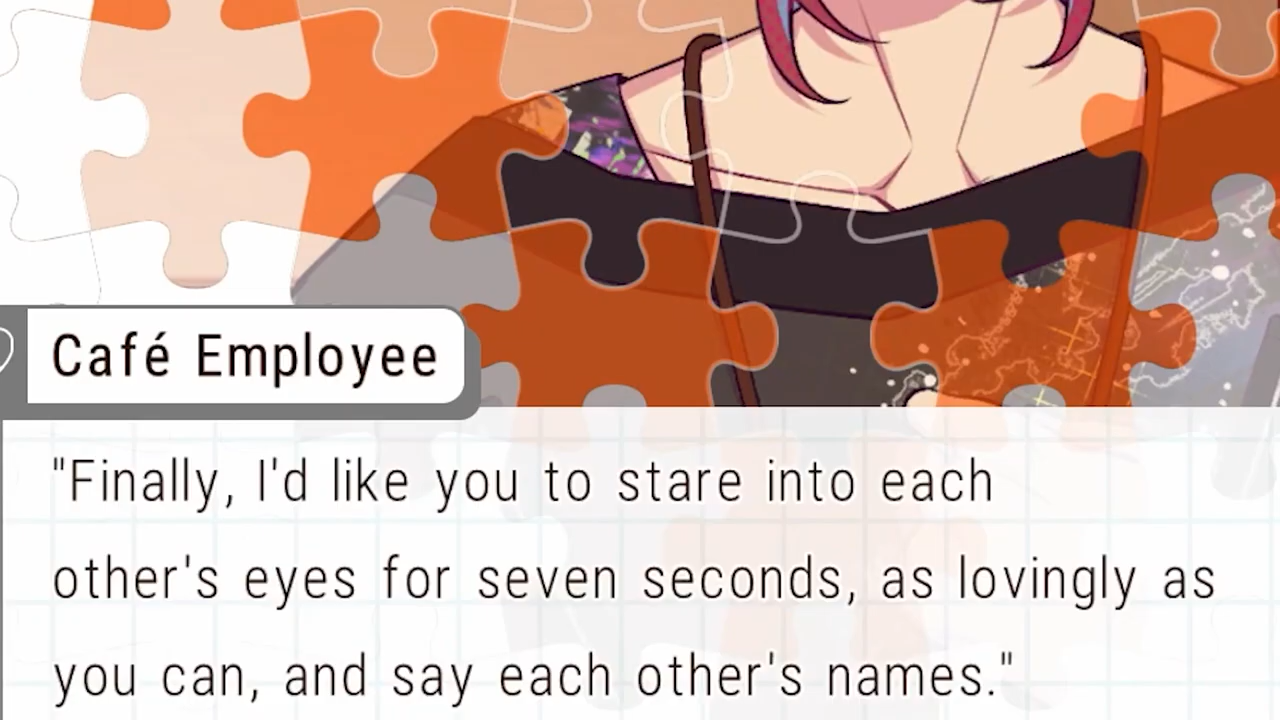 Café Employee
"Finally, I'd like you to stare into each
other's eyes for seven seconds, as lovingly as
you can, and say each other's names."